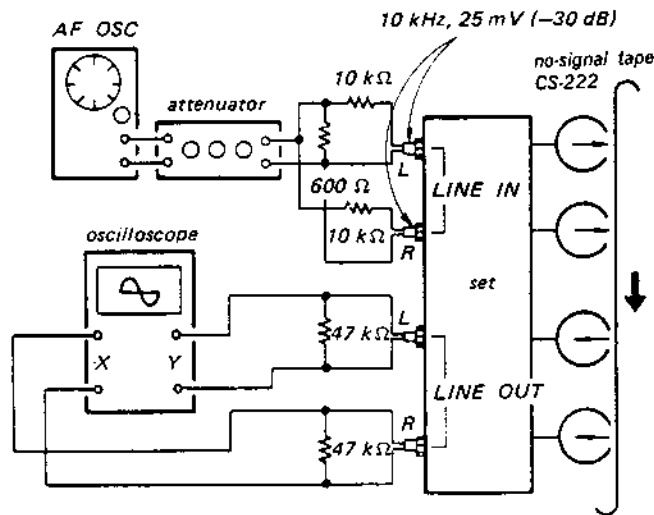 AF OSC
attenuator
10 kHz, 25 mV (−30 dB)
no-signal tape
CS-222
10 kΩ
L
600 Ω
LINE IN
10 kΩ
R
set
oscilloscope
X
Y
47 kΩ
L
LINE OUT
47 kΩ
R